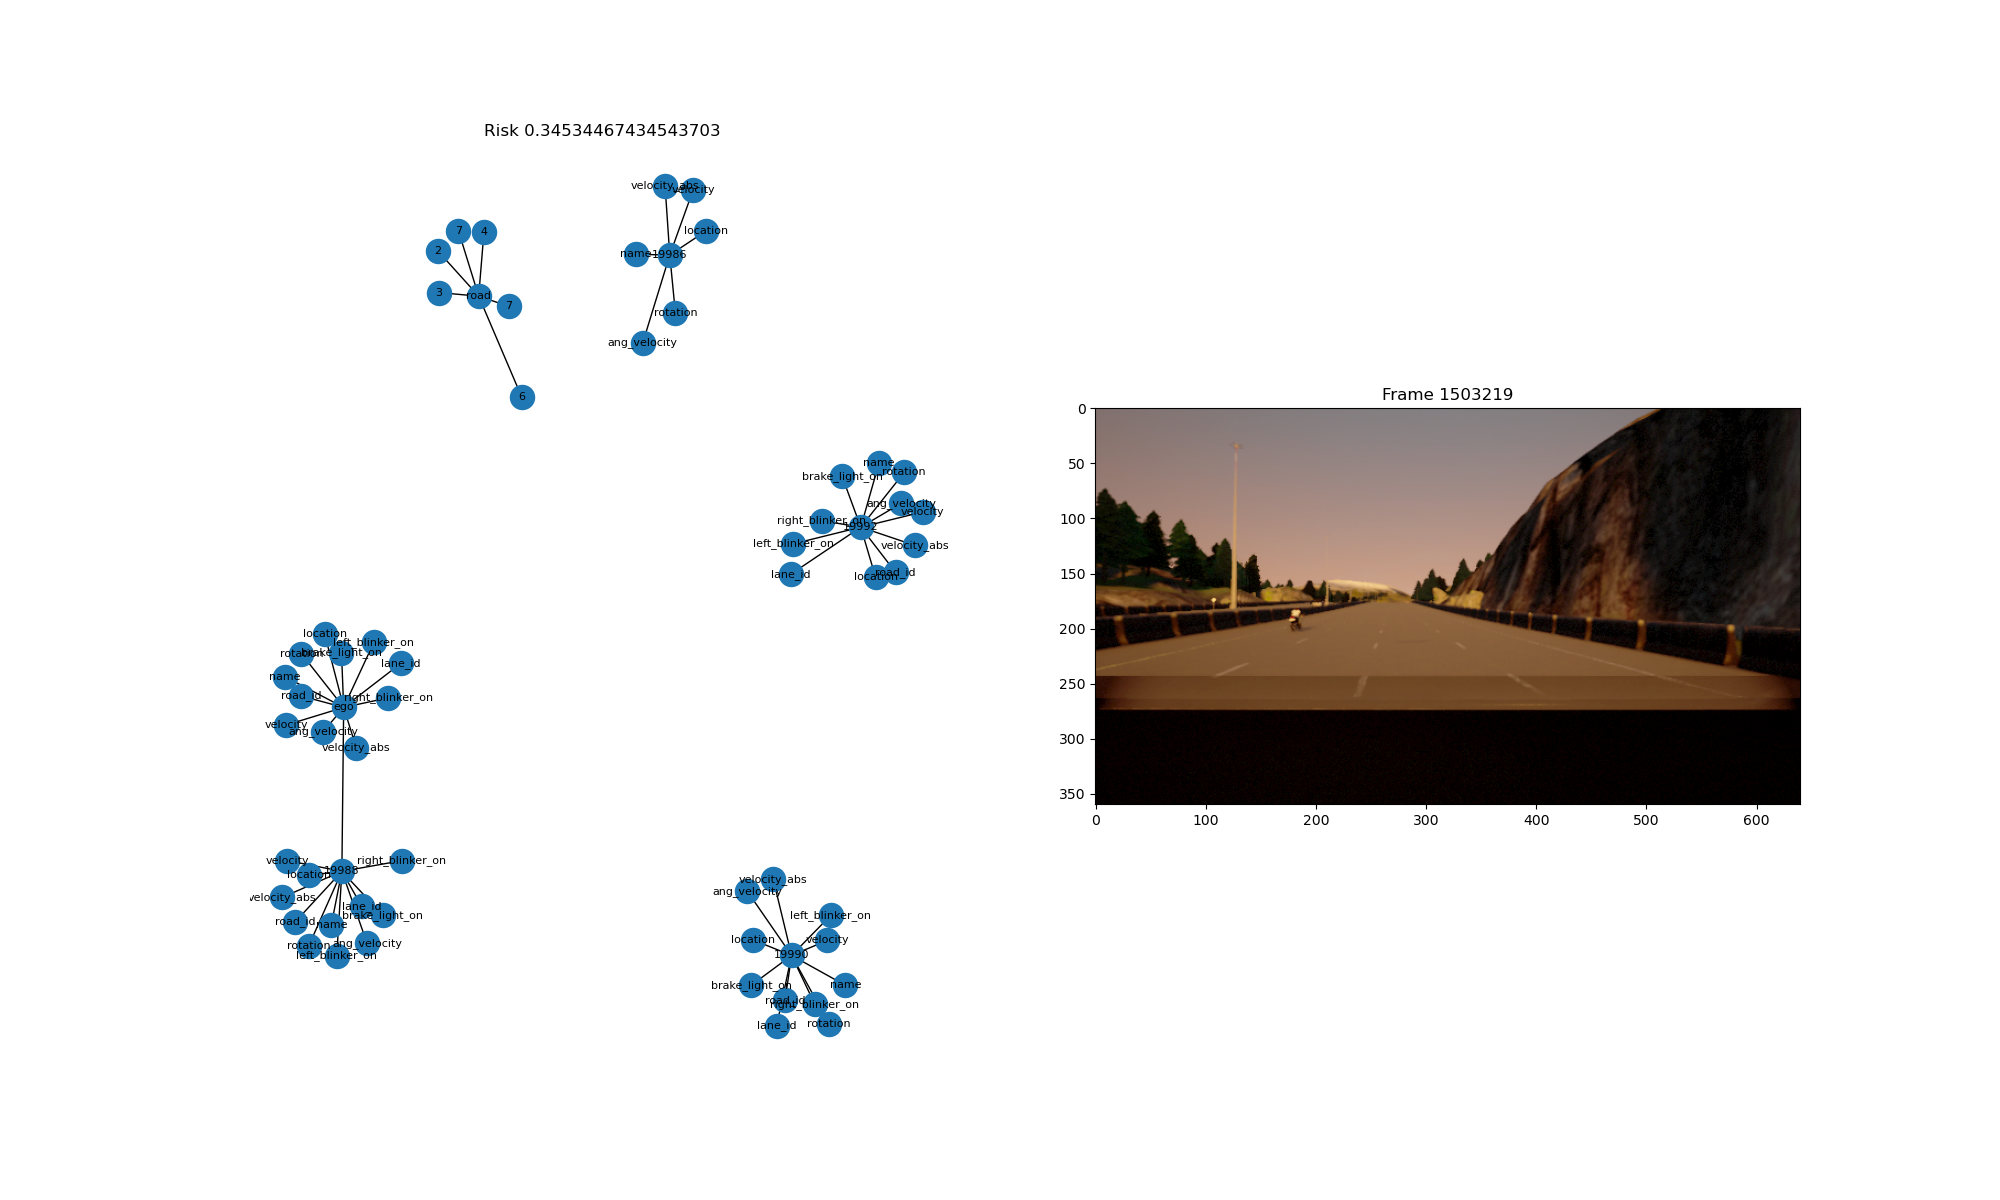 Risk 0.34534467434543703
velocity_abs
velocity
7
4
location
2
name
19986
3
road
7
rotation
ang_velocity
6
Frame 1503219
name
brake_light_on
rotation
ang_velocity
velocity
right_blinker_on
19992
left_blinker_on
velocity_abs
lane_id
location
road_id
location
left_blinker_on
rotation
brake_light_on
lane_id
name
road_id
right_blinker_on
ego
velocity
ang_velocity
velocity_abs
velocity
right_blinker_on
19988
location
velocity_abs
lane_id
brake_light_on
road_id
name
rotation
ang_velocity
left_blinker_on
velocity_abs
ang_velocity
left_blinker_on
location
velocity
19990
brake_light_on
name
road_id
right_blinker_on
lane_id
rotation
0
50
100
150
200
250
300
350
0
100
200
300
400
500
600